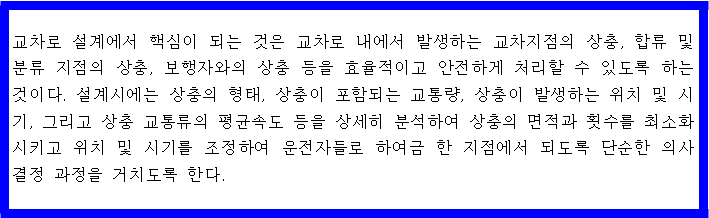 교차로 설계에서 핵심이 되는 것은 교차로 내에서 발생하는 교차지점의 상충, 합류 및
분류 지점의 상충, 보행자와의 상충 등을 효율적이고 안전하게 처리할 수 있도록 하는
것이다. 설계시에는 상충의 형태, 상충이 포함되는 교통량, 상충이 발생하는 위치 및 시
기, 그리고 상충 교통류의 평균속도 등을 상세히 분석하여 상충의 면적과 횟수를 최소화
시키고 위치 및 시기를 조정하여 운전자들로 하여금 한 지점에서 되도록 단순한 의사
결정 과정을 거치도록 한다.